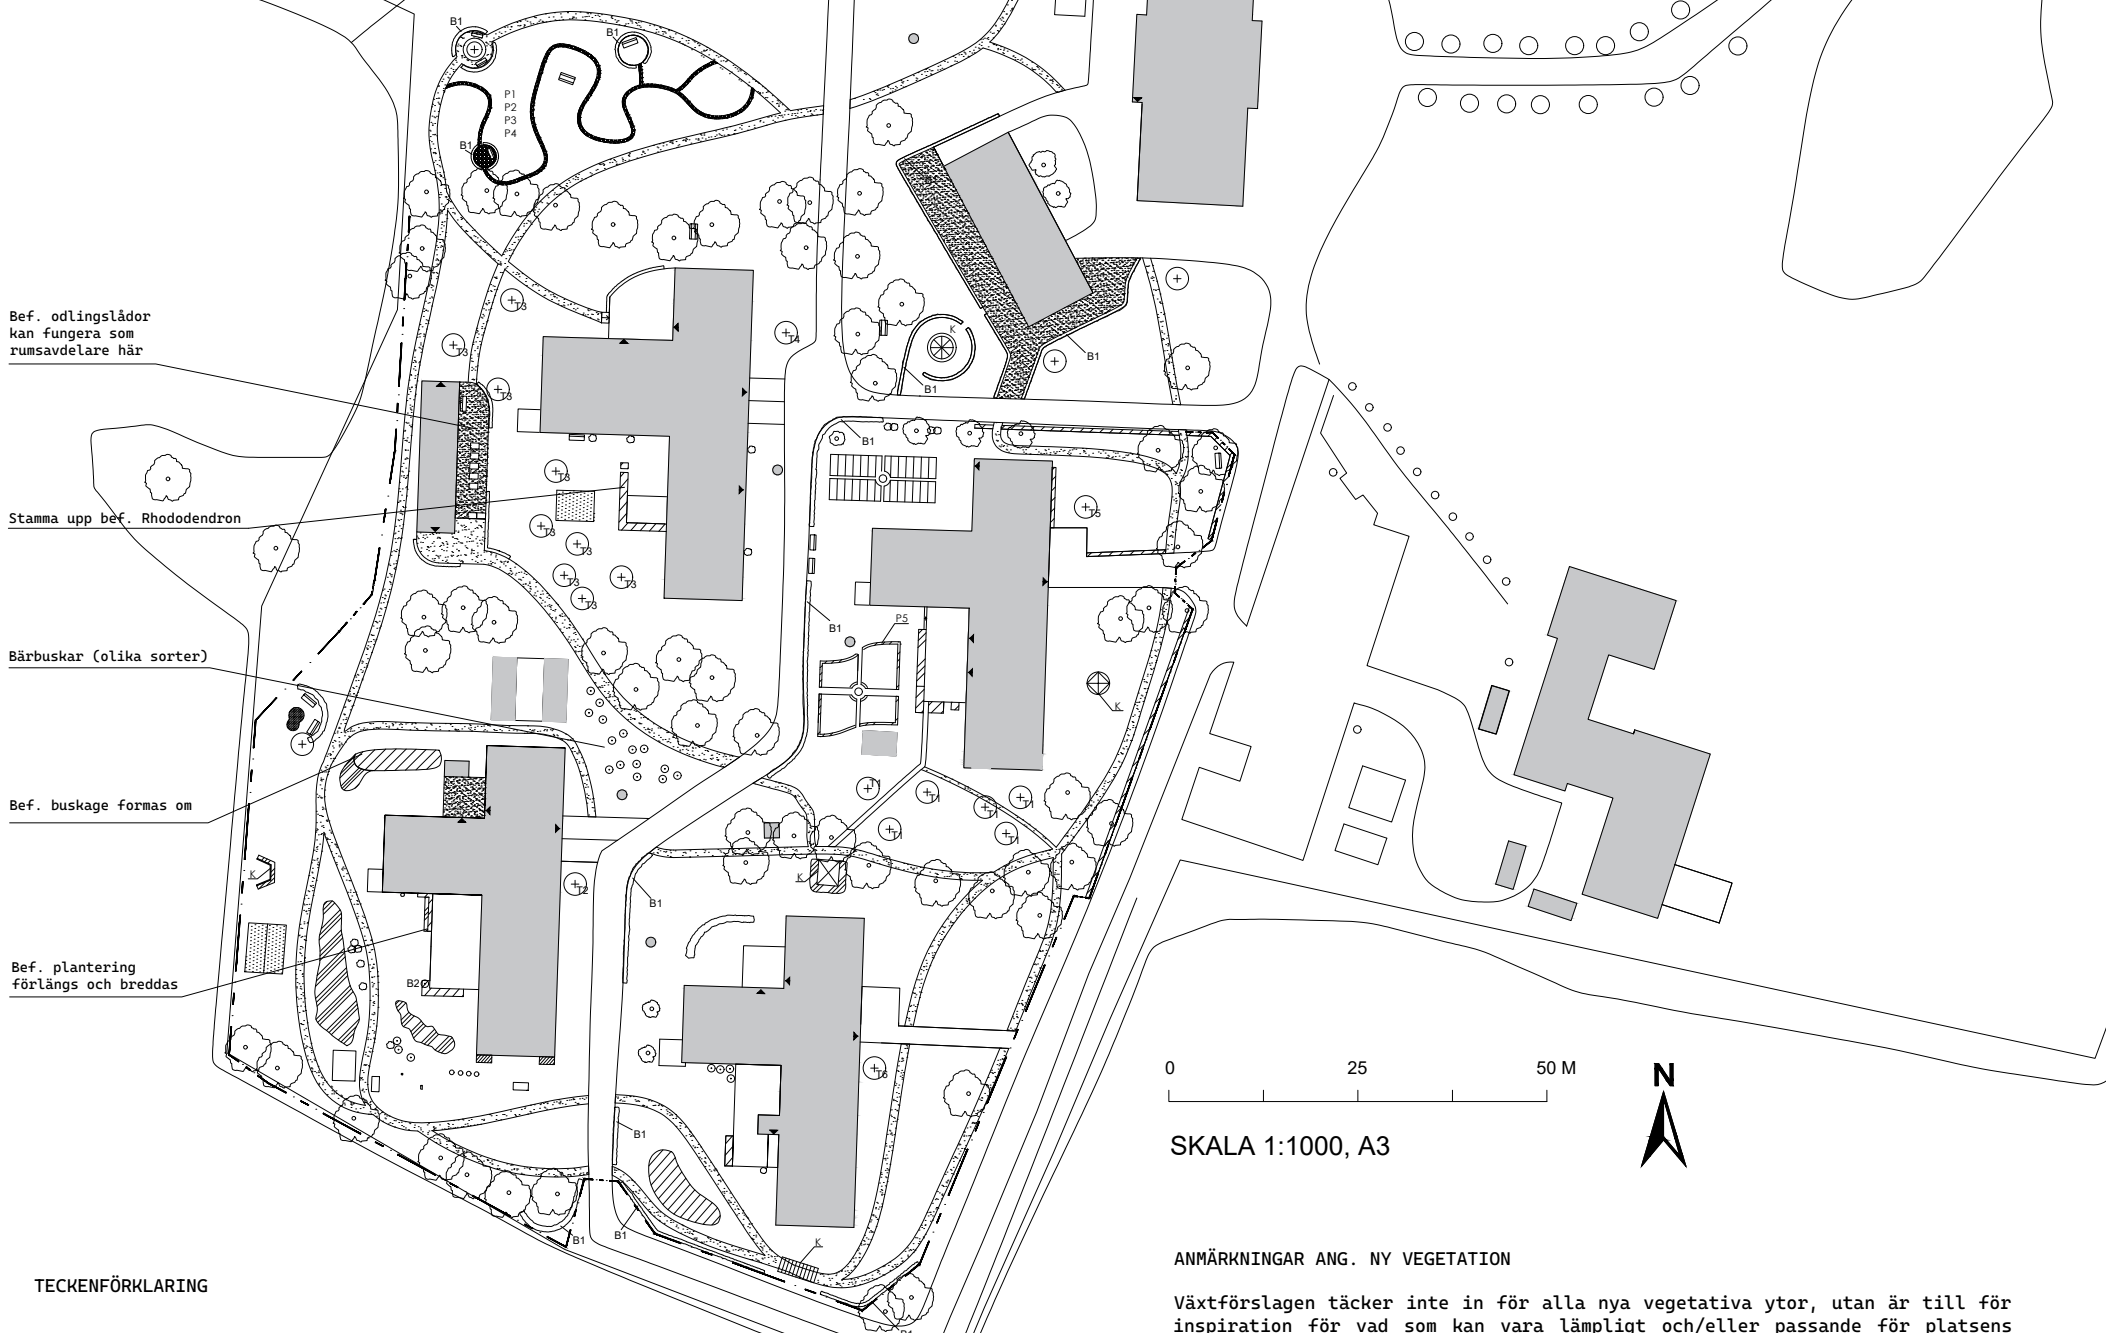 B1
B1
P1
P2
P3
P4
B1
T3
T4
T3
K
B1
T3
B1
Bef. odlingslådor
kan fungera som
rumsavdelare här
B1
T3
T5
Stamma upp bef. Rhododendron
T3
T3
T3
T3
T3
B1
P5
Bärbuskar (olika sorter)
K
Bef. buskage formas om
T1
T1
T1
T1
T1
T1
K
K
T2
B1
Bef. plantering
förlängs och breddas
B2
T6
B1
B1
B1
K
B1
0
25
50 M
N
SKALA 1:1000, A3
TECKENFÖRKLARING
ANMÄRKNINGAR ANG. NY VEGETATION
Växtförslagen täcker inte in för alla nya vegetativa ytor, utan är till för
inspiration för vad som kan vara lämpligt och/eller passande för platsens